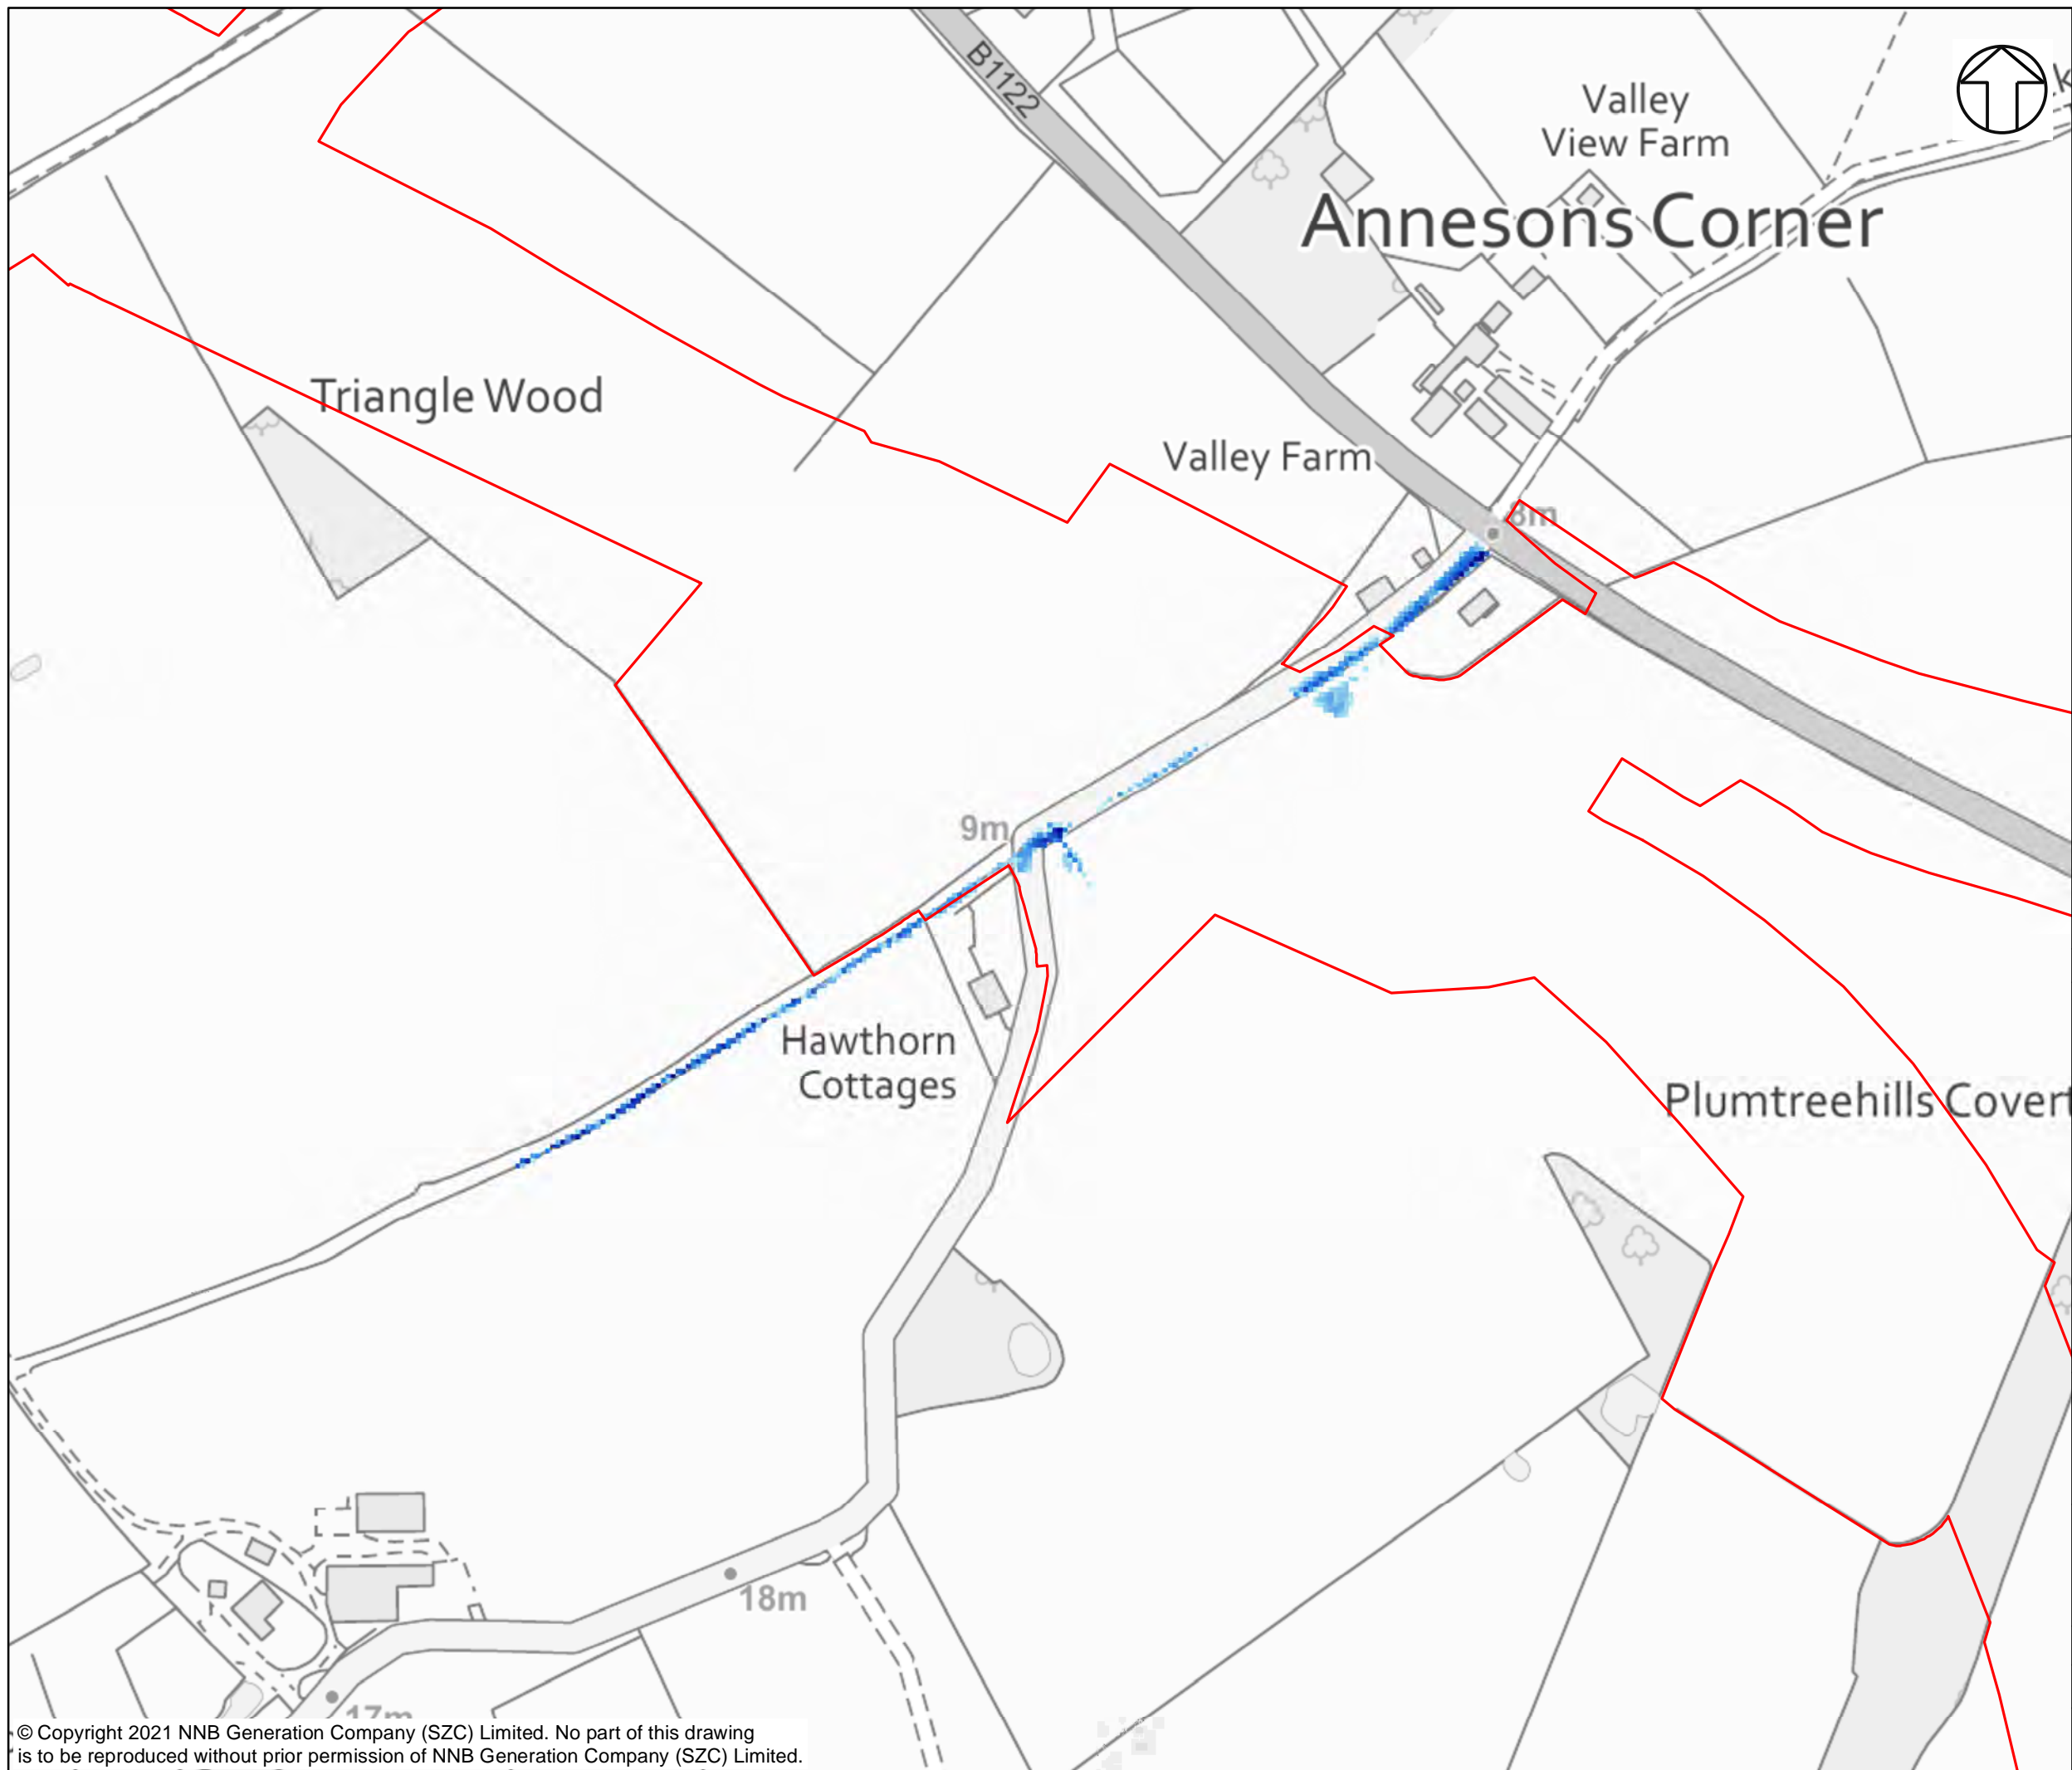 B1122
Valley
View Farm
Annesons Corner
Triangle Wood
Valley Farm
8m
9m
Hawthorn
Cottages
Plumtreehills Covert
18m
17m
© Copyright 2021 NNB Generation Company (SZC) Limited. No part of this drawing
is to be reproduced without prior permission of NNB Generation Company (SZC) Limited.